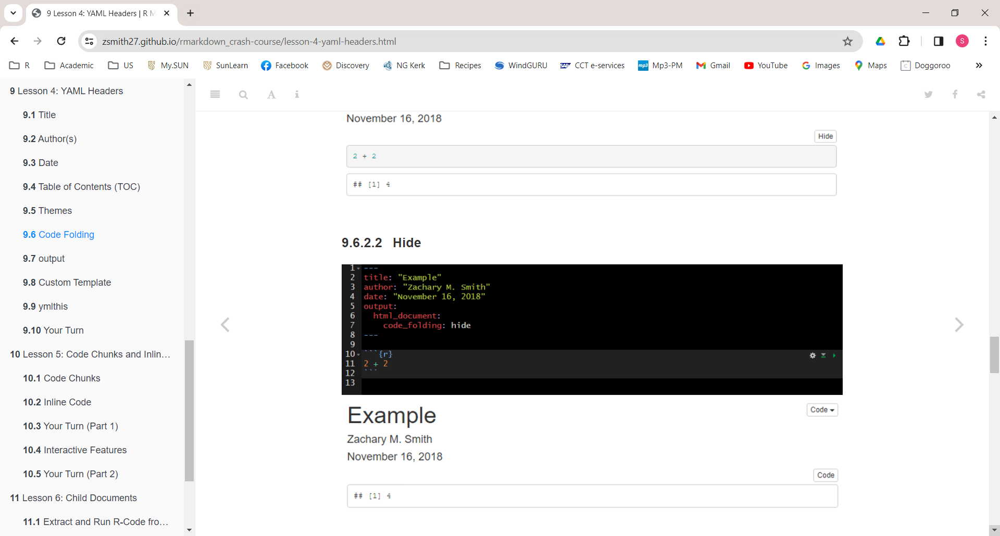 9 Lesson 4: YAML Headers | R M
zsmith27.github.io/rmarkdown_crash-course/lesson-4-yaml-headers.html
S
R
Academic
US
My.SUN
SunLearn
Facebook
Discovery
NG Kerk
Recipes
WindGURU
SAP CCT e-services
mp3 Mp3-PM
Gmail
YouTube
Images
Maps
Doggoroo
9 Lesson 4: YAML Headers
9.1 Title
9.2 Author(s)
9.3 Date
9.4 Table of Contents (TOC)
9.5 Themes
9.6 Code Folding
9.7 output
9.8 Custom Template
9.9 ymlthis
9.10 Your Turn
10 Lesson 5: Code Chunks and Inlin…
10.1 Code Chunks
10.2 Inline Code
10.3 Your Turn (Part 1)
10.4 Interactive Features
10.5 Your Turn (Part 2)
11 Lesson 6: Child Documents
11.1 Extract and Run R-Code fro…
November 16, 2018
Hide
2 + 2
## [1] 4
9.6.2.2 Hide
1 ---
2 title: "Example"
3 author: "Zachary M. Smith"
4 date: "November 16, 2018"
5 output:
6 html_document:
7 code_folding: hide
8 ---
9
10 ```{r}
11 2 + 2
12 ```
13
Example
Code
Zachary M. Smith
November 16, 2018
Code
## [1] 4